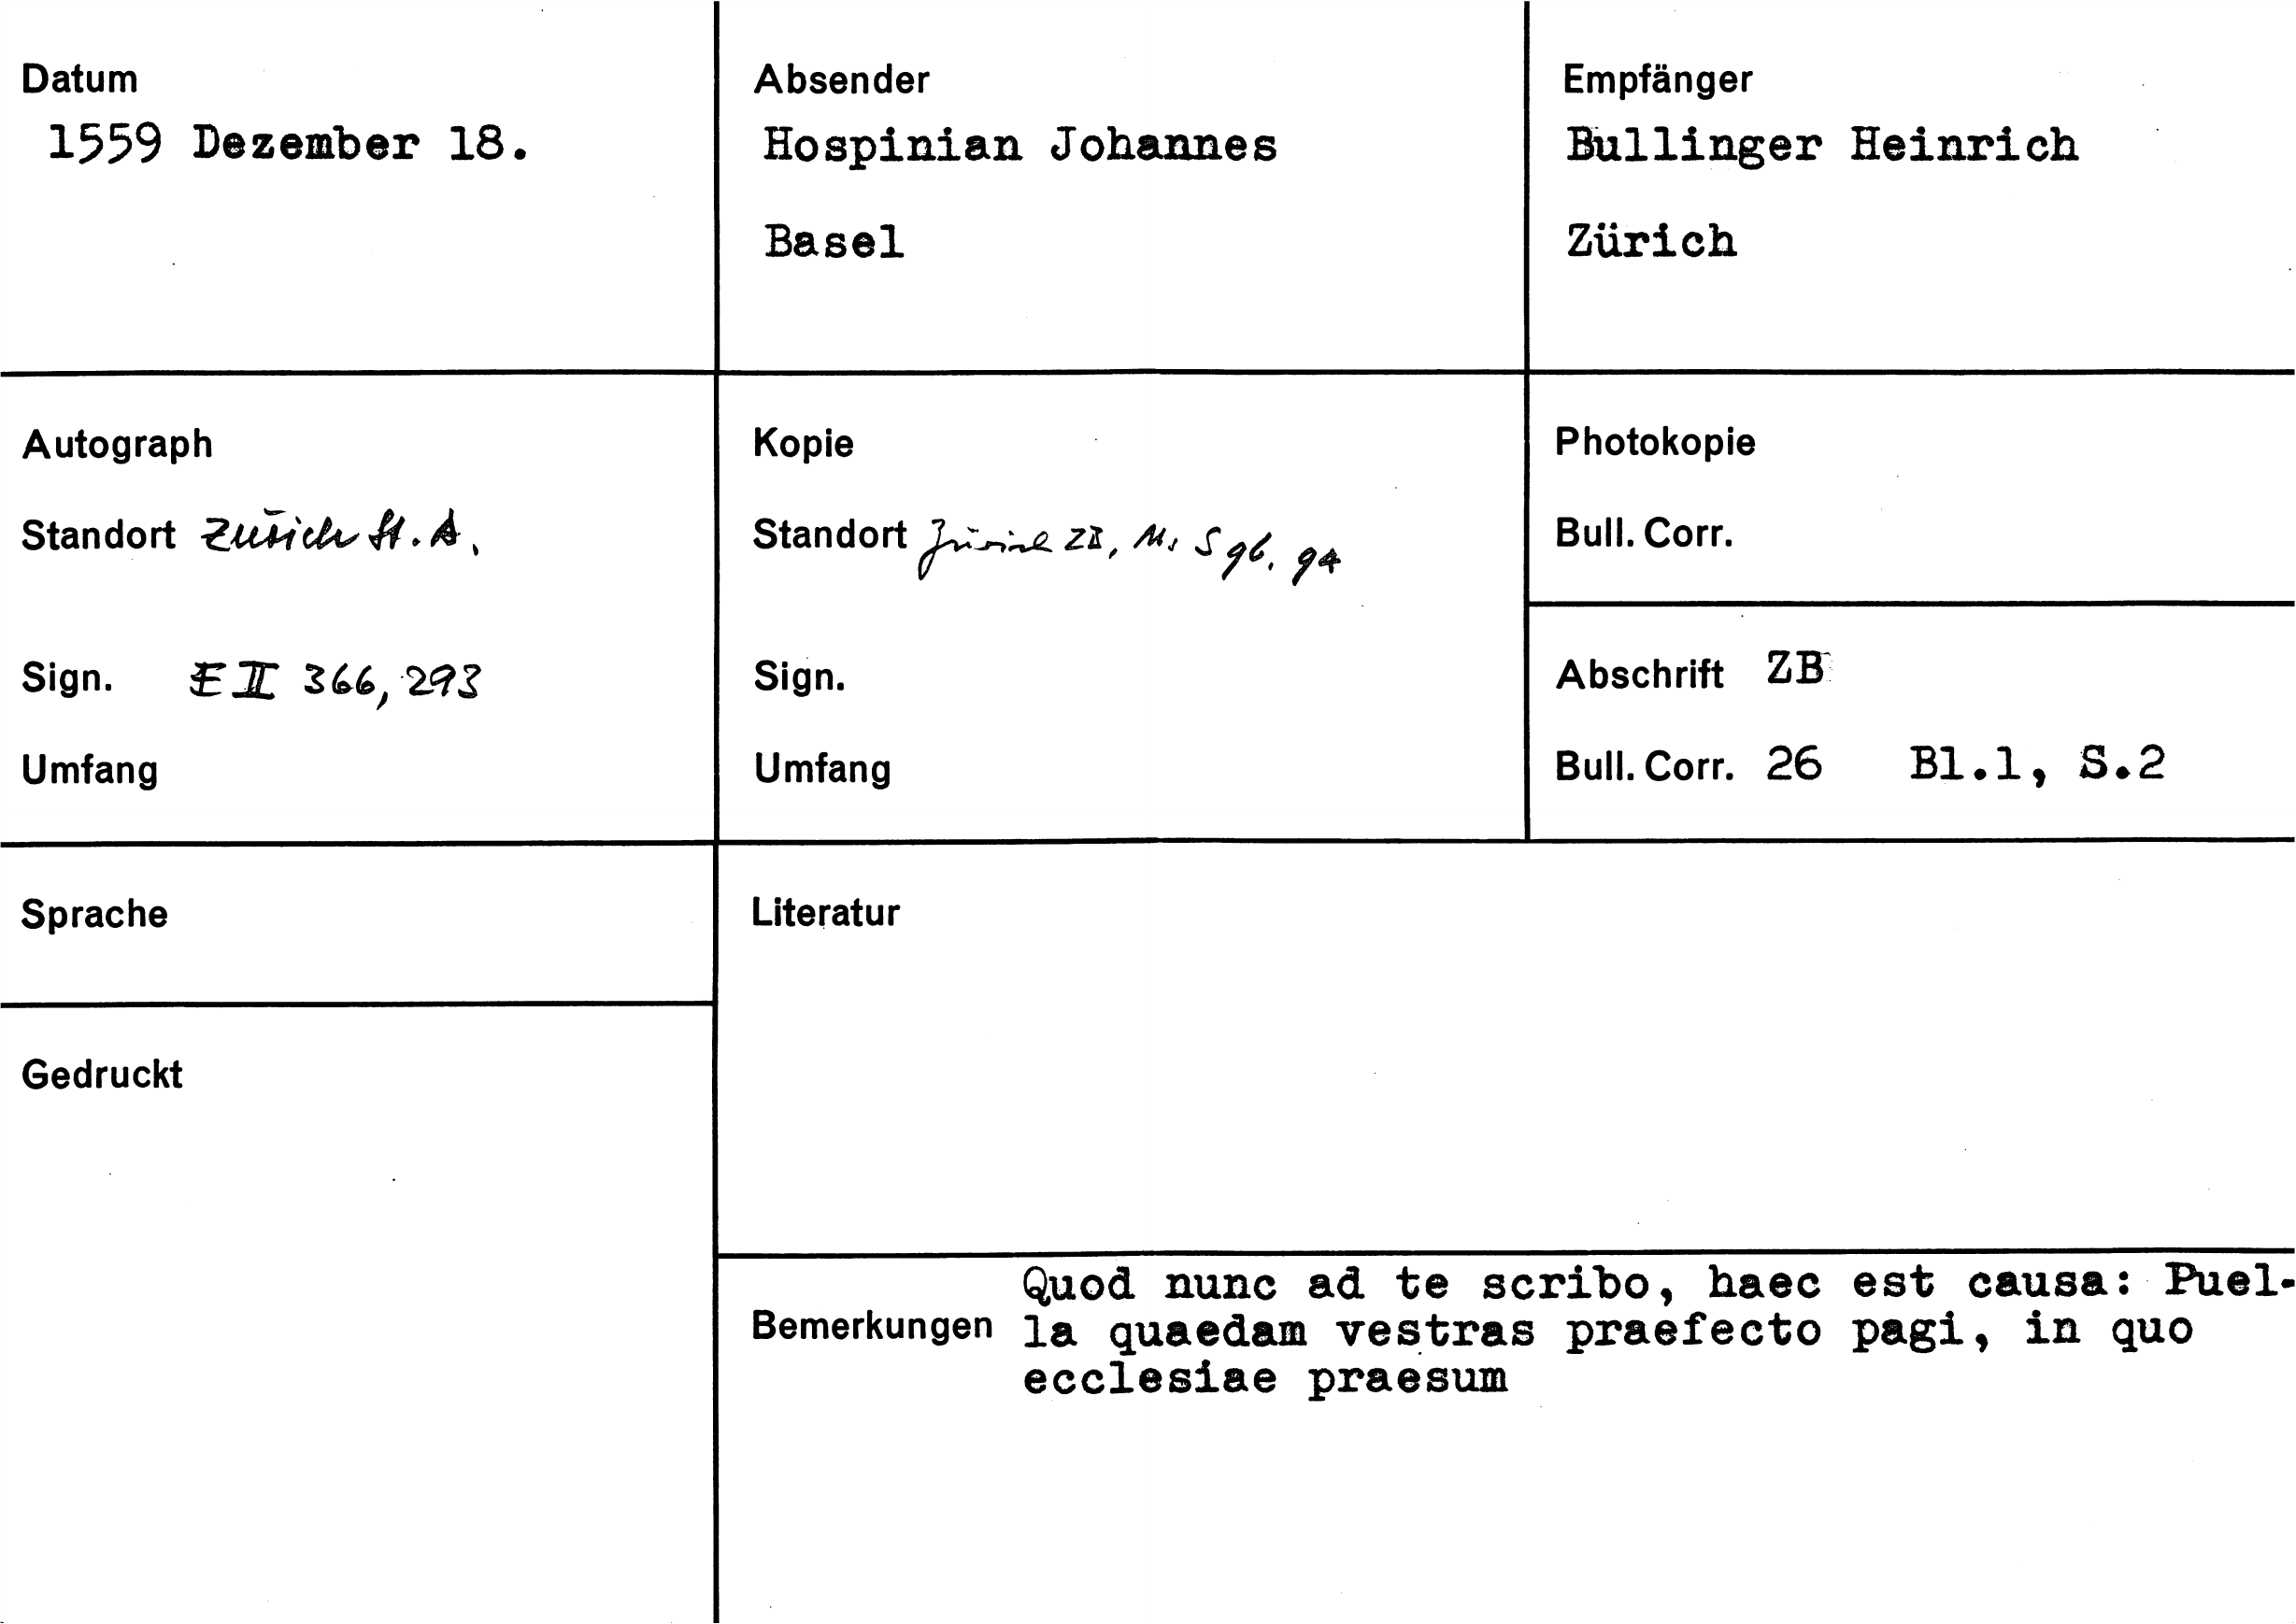 Datum
1559 Dezember 18.
Absender
Hospinian Johannes
Basel
Empfänger
Bullinger Heinrich
Zürich
Autograph
Standort Zürich St. A.
Sign. E II 366, 293
Umfang
Kopie
Standort Zürich ZB, Ms S 96, 94
Sign.
Umfang
Photokopie
Bull. Corr.
Abschrift ZB
Bull. Corr. 26 Bl.1, S.2
Sprache
Gedruckt
Literatur
Bemerkungen
Quod nunc ad te scribo, haec est causa: Puel-
la quaedam vestras praefecto pagi, in quo
ecclesiae praesum